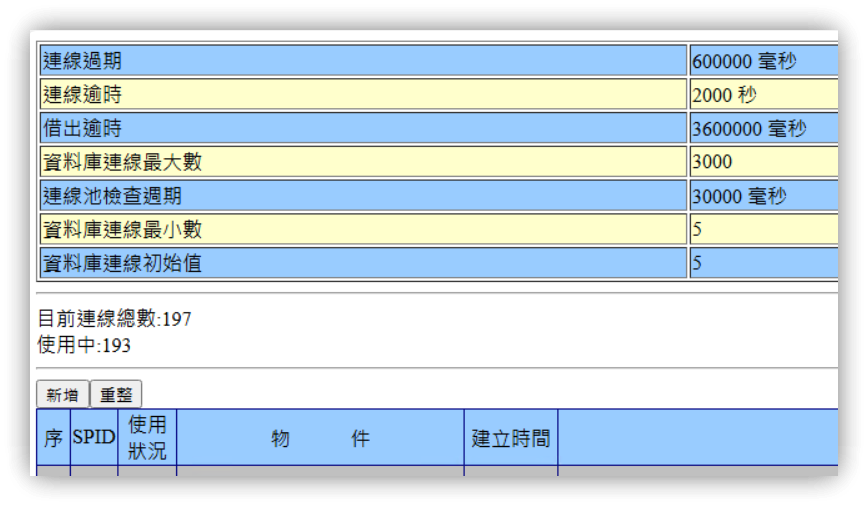 連線過期 600000 毫秒
連線逾時 2000 秒
借出逾時 3600000 毫秒
資料庫連線最大數 3000
連線池檢查週期 30000 毫秒
資料庫連線最小數 5
資料庫連線初始值 5
目前連線總數:197
使用中:193
新增 重整
序 SPID 使用狀況 物 件 建立時間